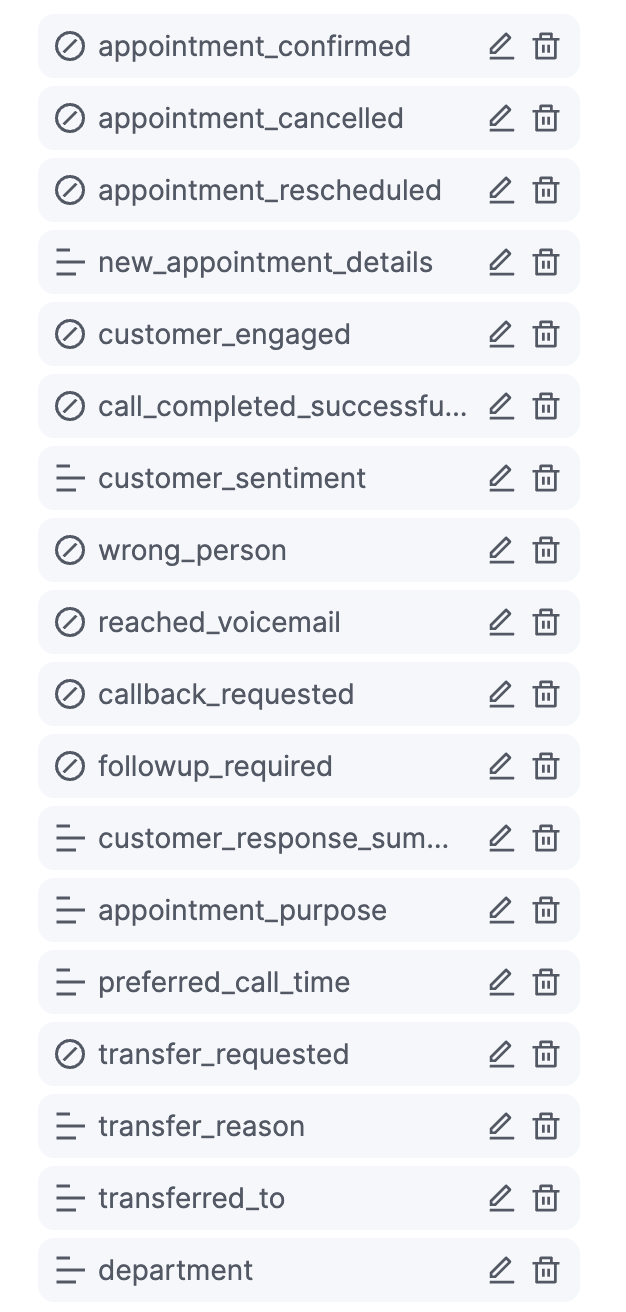 appointment_confirmed
appointment_cancelled
appointment_rescheduled
new_appointment_details
customer_engaged
call_completed_successfu...
customer_sentiment
wrong_person
reached_voicemail
callback_requested
followup_required
customer_response_sum...
appointment_purpose
preferred_call_time
transfer_requested
transfer_reason
transferred_to
department